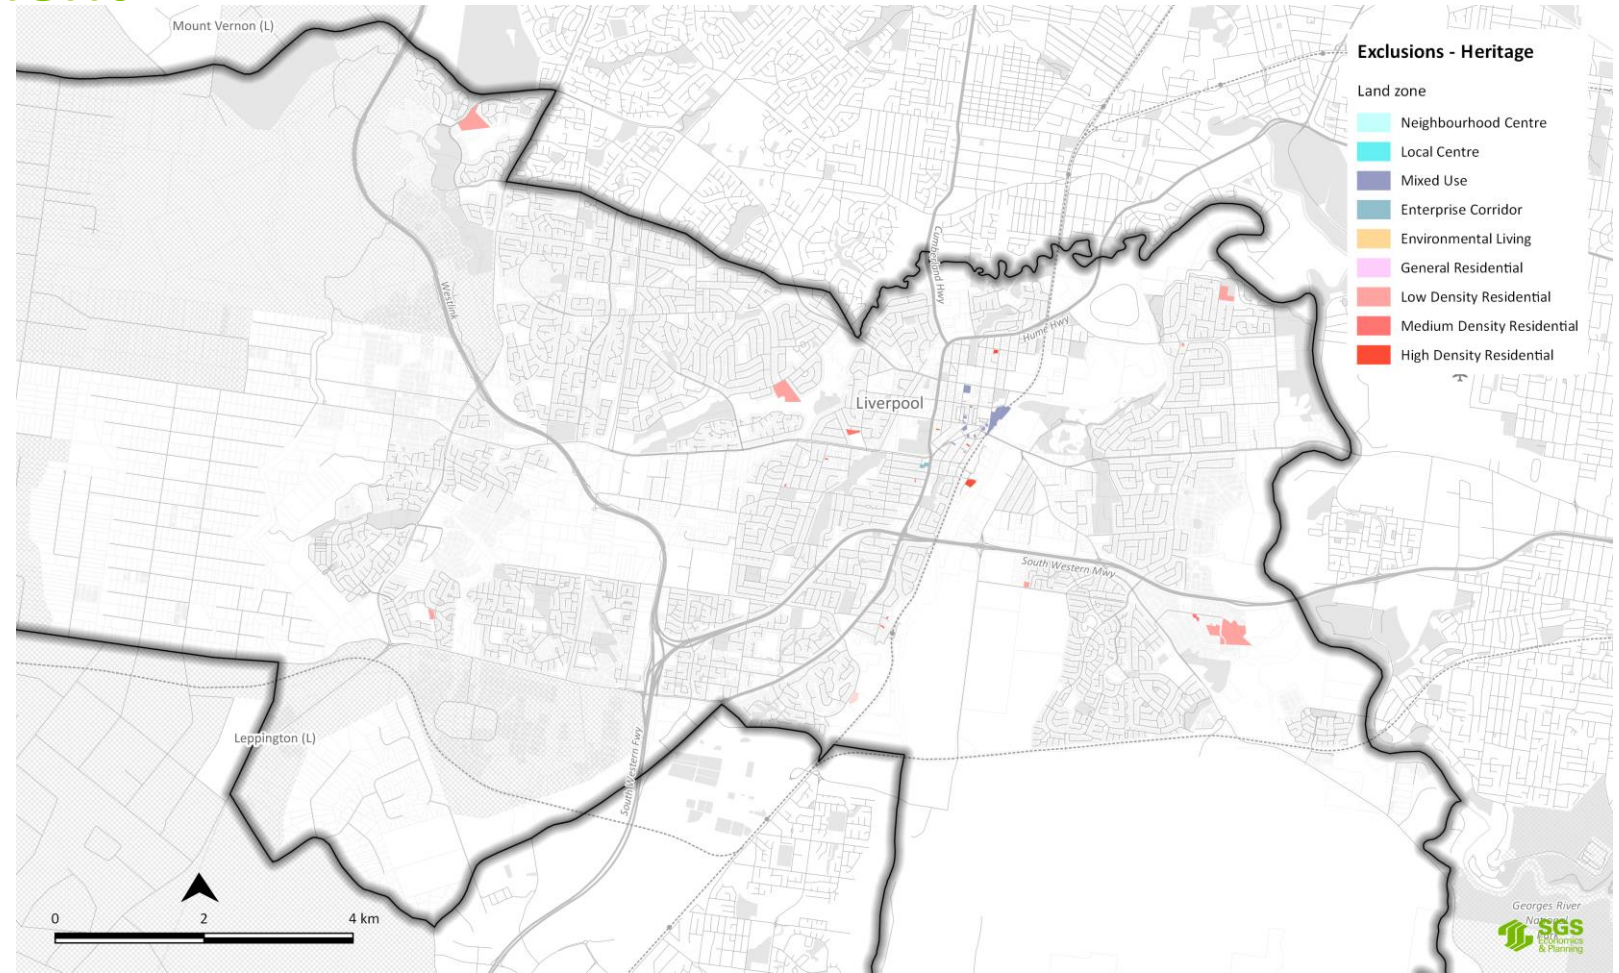 Mount Vernon (L)
Exclusions - Heritage
Land zone
Neighbourhood Centre
Local Centre
Mixed Use
Enterprise Corridor
Environmental Living
General Residential
Low Density Residential
Medium Density Residential
High Density Residential
Cumberland Hwy
Westlink
Hume Hwy
Liverpool
South Western Mwy
Leppington (L)
South Western Fwy
0 2 4 km
Georges River
National
Park
SGS
Economics
& Planning